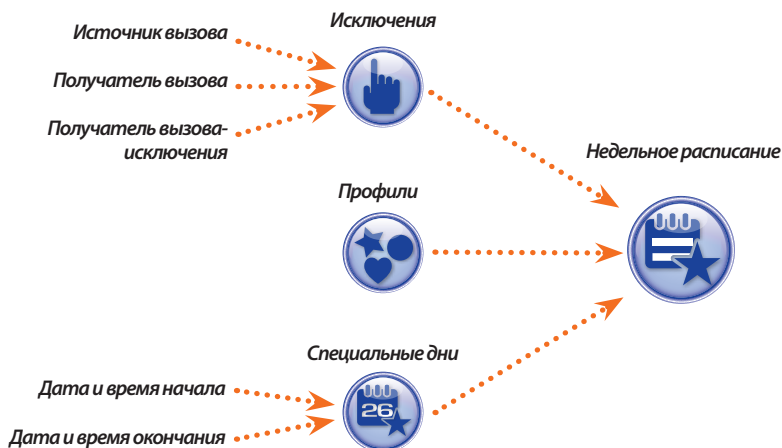 Исключения
Источник вызова
Получатель вызова
Получатель вызова-
исключения
Недельное расписание
Профили
Специальные дни
Дата и время начала
26
Дата и время окончания